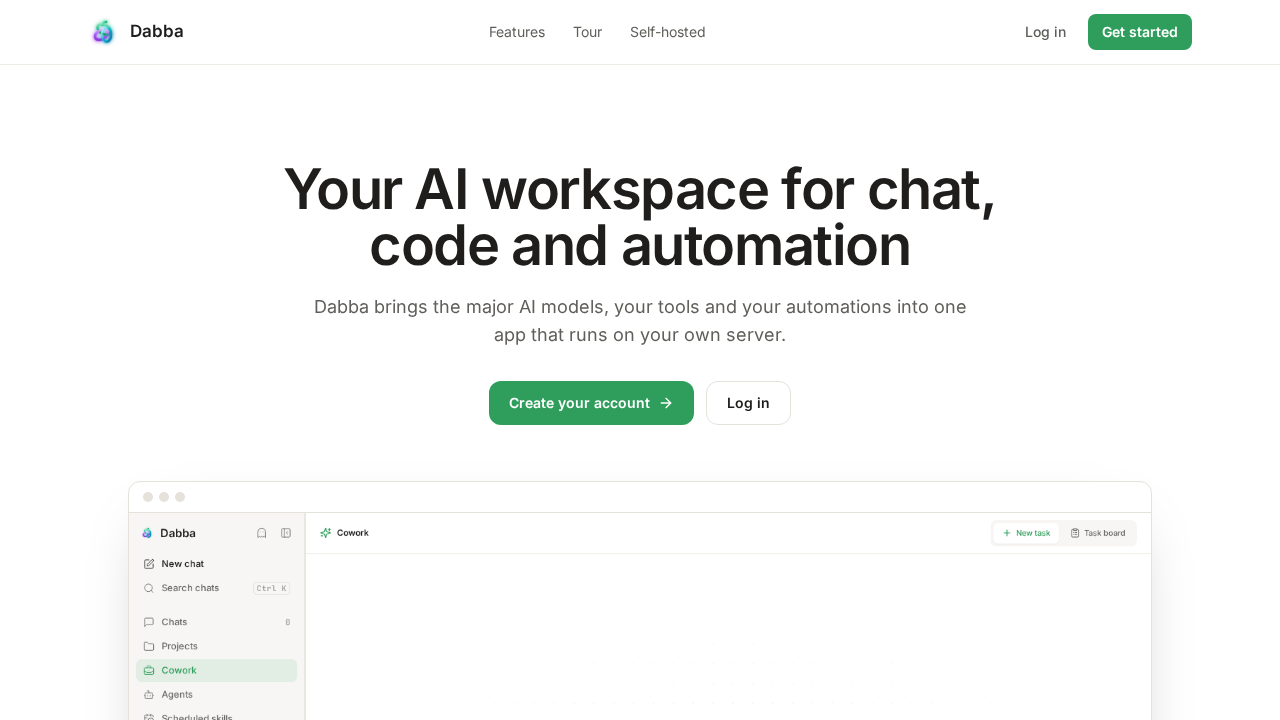 Dabba
Features
Tour
Self-hosted
Log in
Get started
Your AI workspace for chat,
code and automation
Dabba brings the major AI models, your tools and your automations into one
app that runs on your own server.
Create your account
Log in
Dabba
Cowork
New task
Task board
New chat
Search chats
Ctrl K
Chats
8
Projects
Cowork
Agents
Scheduled skills